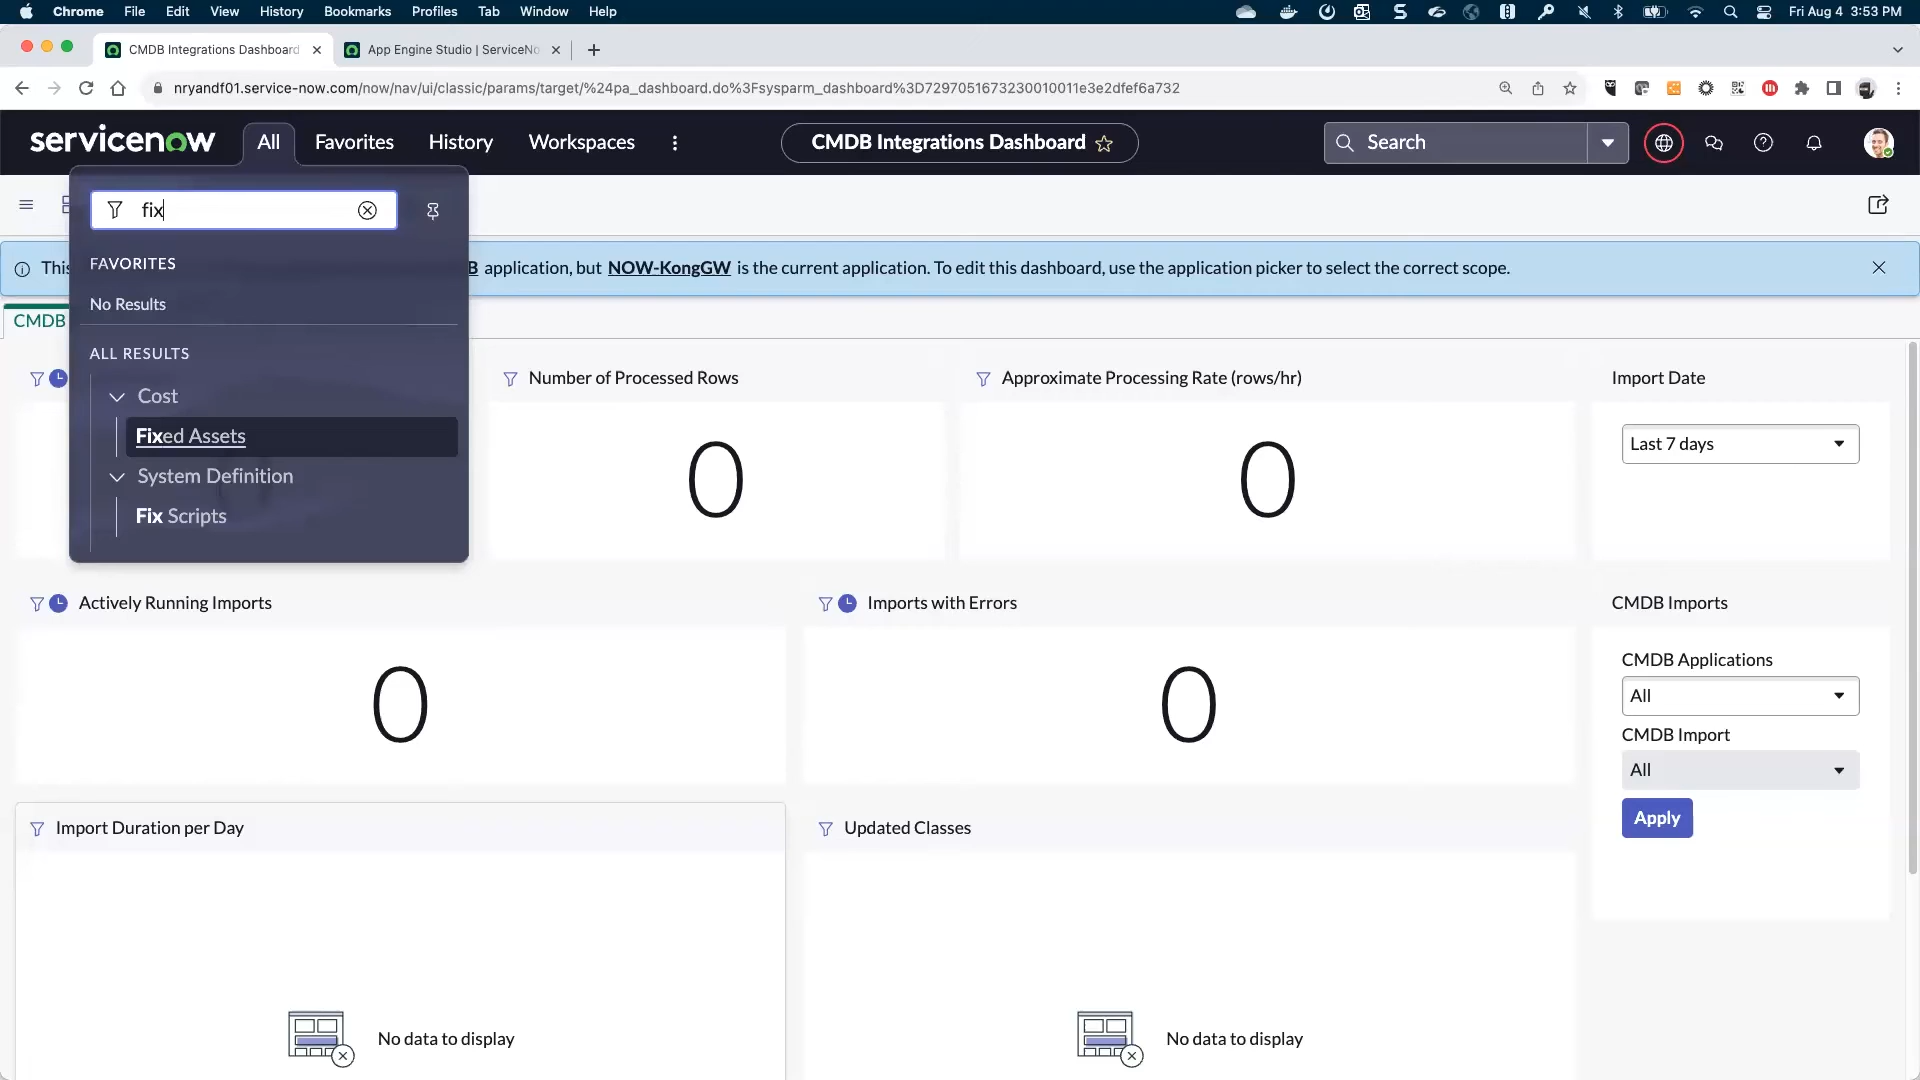 Chrome File Edit View History Bookmarks Profiles Tab Window Help Fri Aug 4 3:53 PM
CMDB Integrations Dashboard App Engine Studio | ServiceNo
nryandf01.service-now.com/now/nav/ui/classic/params/target/%24pa_dashboard.do%3Fsysparm_dashboard%3D7297051673230010011e3e2dfef6a732
servicenow All Favorites History Workspaces CMDB Integrations Dashboard Search
fix
FAVORITES
This B application, but NOW-KongGW is the current application. To edit this dashboard, use the application picker to select the correct scope.
No Results
CMDB
ALL RESULTS
Cost
Fixed Assets
System Definition
Fix Scripts
Number of Processed Rows
0
Approximate Processing Rate (rows/hr)
0
Import Date
Last 7 days
Actively Running Imports
0
Imports with Errors
0
CMDB Imports
CMDB Applications
All
CMDB Import
All
Apply
Import Duration per Day
No data to display
Updated Classes
No data to display